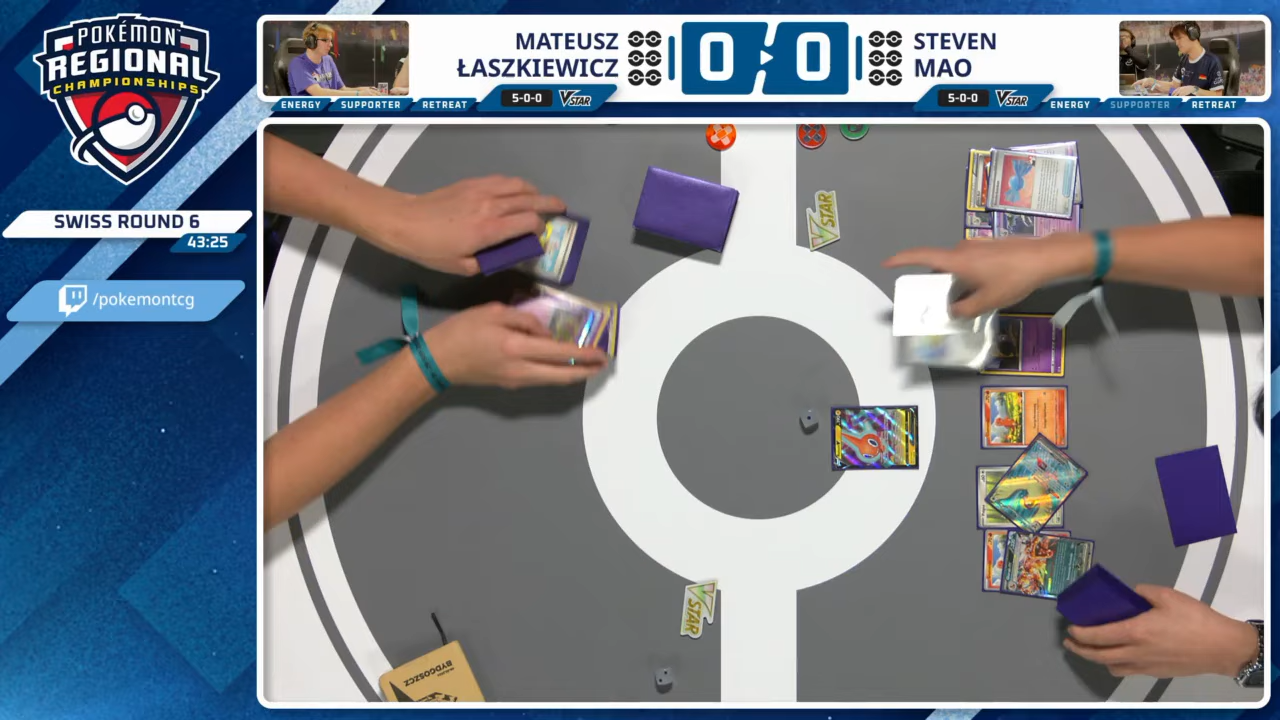 POKÉMON
REGIONAL
CHAMPIONSHIPS
SWISS ROUND 6
43:25
/pokemontcg
MATEUSZ
ŁASZKIEWICZ
0 0
STEVEN
MAO
ENERGY SUPPORTER RETREAT
5-0-0 VSTAR
5-0-0 VSTAR
ENERGY SUPPORTER RETREAT
VSTAR
VSTAR
BYDGOSZCZ